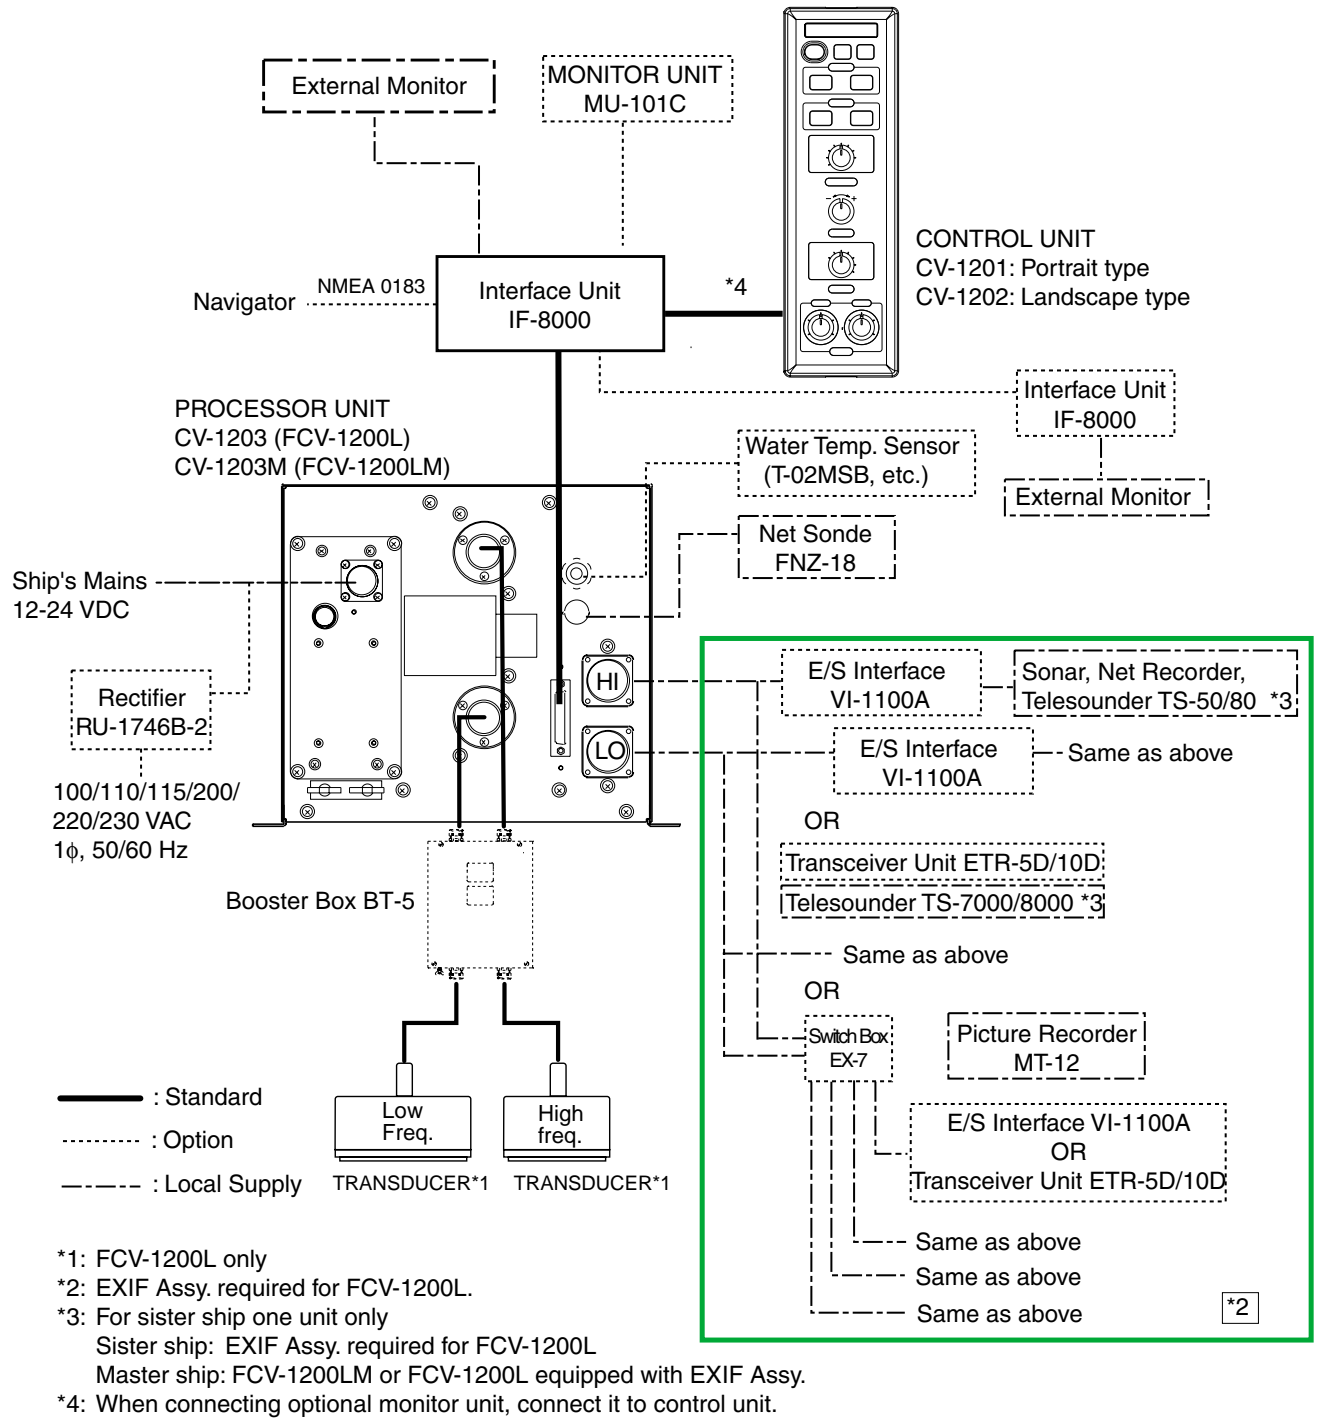 External Monitor
MONITOR UNIT
MU-101C
- +
CONTROL UNIT
CV-1201: Portrait type
CV-1202: Landscape type
Navigator
NMEA 0183
Interface Unit
IF-8000
*4
Interface Unit
IF-8000
External Monitor
PROCESSOR UNIT
CV-1203 (FCV-1200L)
CV-1203M (FCV-1200LM)
Water Temp. Sensor
(T-02MSB, etc.)
Net Sonde
FNZ-18
Ship's Mains
12-24 VDC
Rectifier
RU-1746B-2
100/110/115/200/
220/230 VAC
1ϕ, 50/60 Hz
HI
LO
E/S Interface
VI-1100A
Sonar, Net Recorder,
Telesounder TS-50/80 *3
E/S Interface
VI-1100A
Same as above
OR
Transceiver Unit ETR-5D/10D
Telesounder TS-7000/8000 *3
Same as above
OR
Switch Box
EX-7
Picture Recorder
MT-12
E/S Interface VI-1100A
OR
Transceiver Unit ETR-5D/10D
Same as above
Same as above
Same as above
*2
Booster Box BT-5
Low
Freq.
High
freq.
TRANSDUCER*1
TRANSDUCER*1
: Standard
: Option
: Local Supply
*1: FCV-1200L only
*2: EXIF Assy. required for FCV-1200L.
*3: For sister ship one unit only
Sister ship: EXIF Assy. required for FCV-1200L
Master ship: FCV-1200LM or FCV-1200L equipped with EXIF Assy.
*4: When connecting optional monitor unit, connect it to control unit.